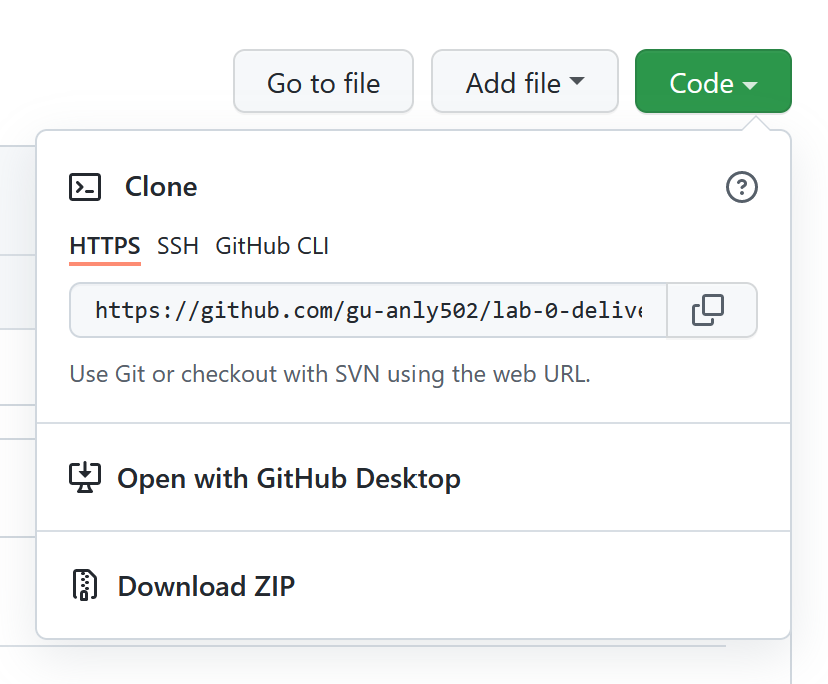 Go to file Add file Code
Clone
HTTPS SSH GitHub CLI
https://github.com/gu-anly502/lab-0-delive
Use Git or checkout with SVN using the web URL.
Open with GitHub Desktop
Download ZIP